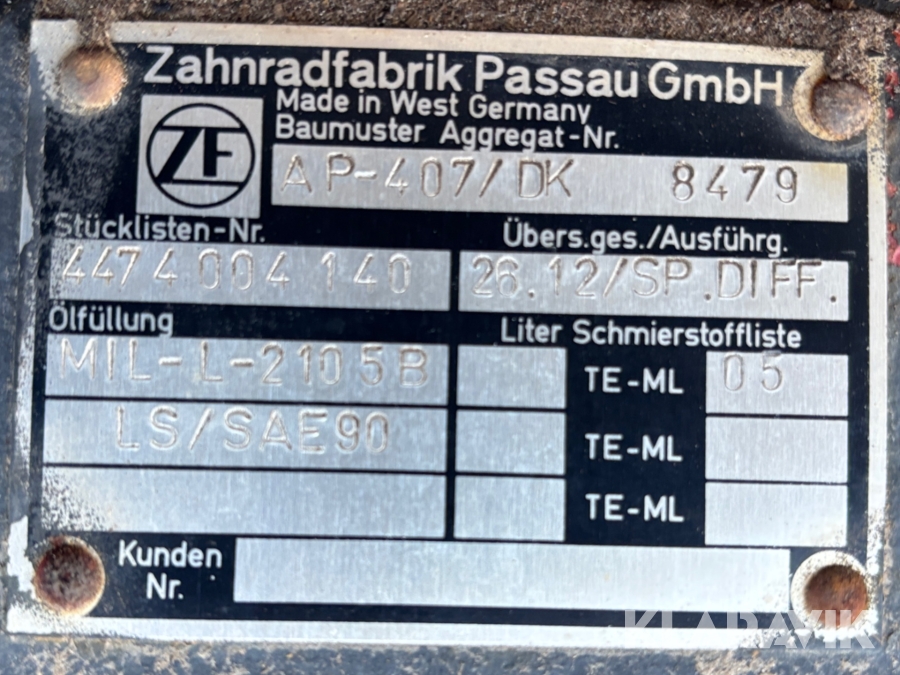 Zahnradfabrik Passau GmbH
ZF
Made in West Germany
Baumuster Aggregat-Nr.
AP-407/DK 8479
Stücklisten-Nr. Übers.ges./Ausführg.
4474 004 140 26.12/SP.DIFF.
Ölfüllung Liter Schmierstoffliste
MIL-L-2105B TE-ML 05
LS/SAE90 TE-ML
TE-ML
Kunden
Nr.
KLARAVIK